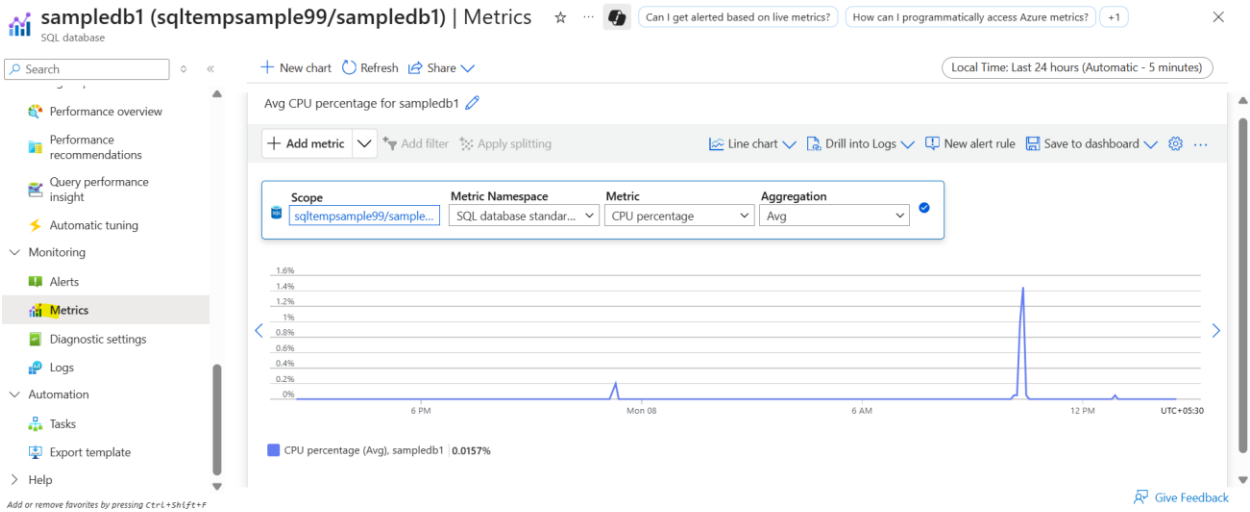 sampledb1 (sqltempsample99/sampledb1) | Metrics
SQL database
Can I get alerted based on live metrics?
How can I programmatically access Azure metrics?
+1
Search
New chart
Refresh
Share
Local Time: Last 24 hours (Automatic - 5 minutes)
Performance overview
Performance
recommendations
Query performance
insight
Automatic tuning
Monitoring
Alerts
Metrics
Diagnostic settings
Logs
Automation
Tasks
Export template
Help
Add or remove favorites by pressing Ctrl+Shift+F
Avg CPU percentage for sampledb1
Add metric
Add filter
Apply splitting
Line chart
Drill into Logs
New alert rule
Save to dashboard
Scope
sqltempsample99/sample...
Metric Namespace
SQL database standar...
Metric
CPU percentage
Aggregation
Avg
1.6%
1.4%
1.2%
1%
0.8%
0.6%
0.4%
0.2%
0%
6 PM
Mon 08
6 AM
12 PM
UTC+05:30
CPU percentage (Avg), sampledb1 | 0.0157%
Give Feedback